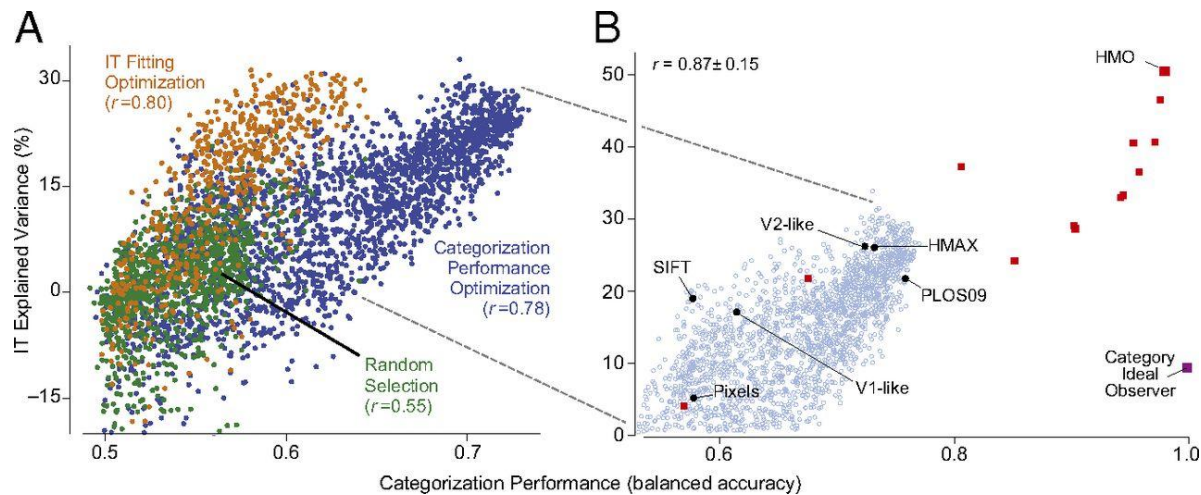 A
B
IT Fitting
Optimization
(r=0.80)
Categorization
Performance
Optimization
(r=0.78)
Random
Selection
(r=0.55)
IT Explained Variance (%)
30
15
0
−15
0.5
0.6
0.7
r = 0.87± 0.15
HMO
V2-like
HMAX
SIFT
PLOS09
V1-like
Pixels
Category
Ideal
Observer
50
40
30
20
10
0
0.6
0.8
1.0
Categorization Performance (balanced accuracy)